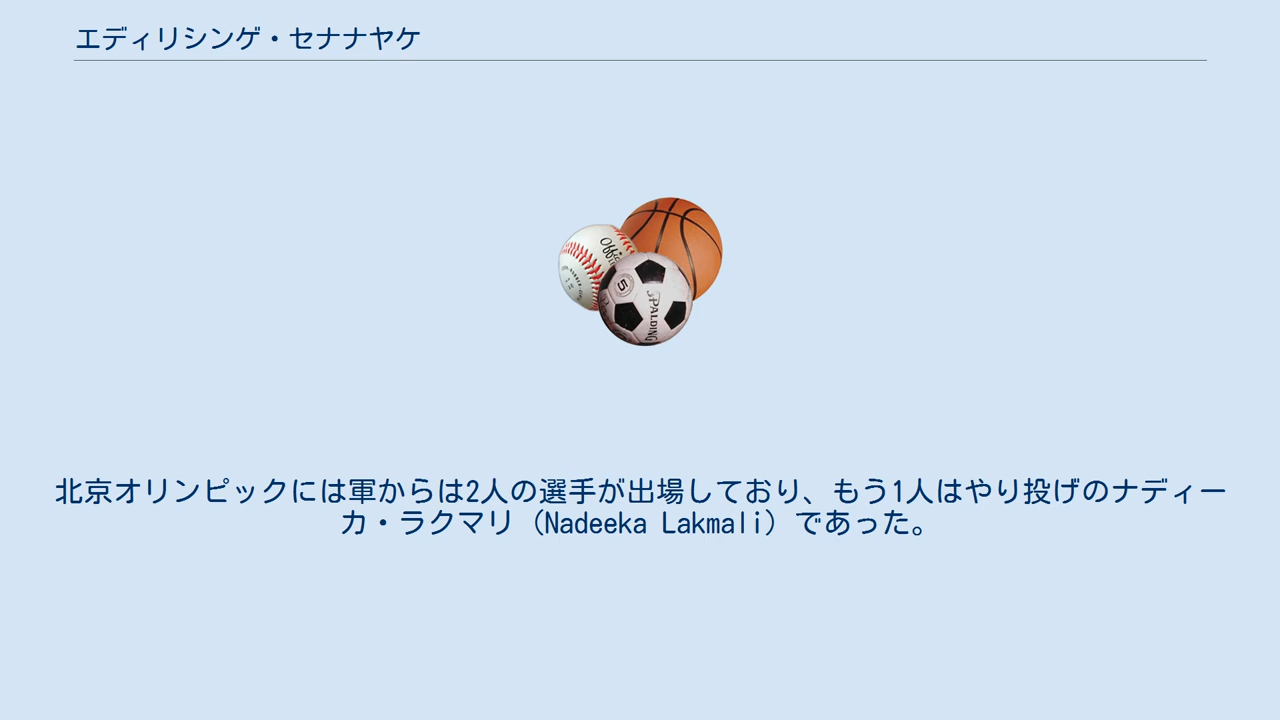 エディリシンゲ・セナナヤケ
Offici
5
SPALDING
北京オリンピックには軍からは2人の選手が出場しており、もう1人はやり投げのナディー
カ・ラクマリ（Nadeeka Lakmali）であった。